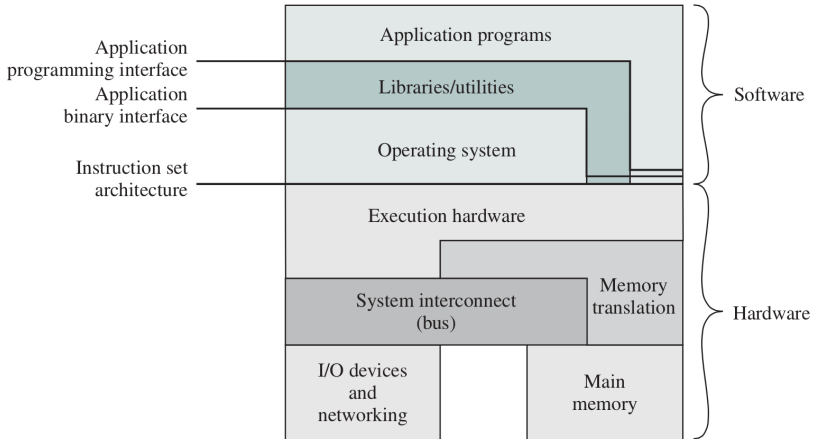 Application
programming interface
Application
binary interface
Instruction set
architecture
Application programs
Libraries/utilities
Operating system
Execution hardware
Memory
translation
System interconnect
(bus)
I/O devices
and
networking
Main
memory
Software
Hardware